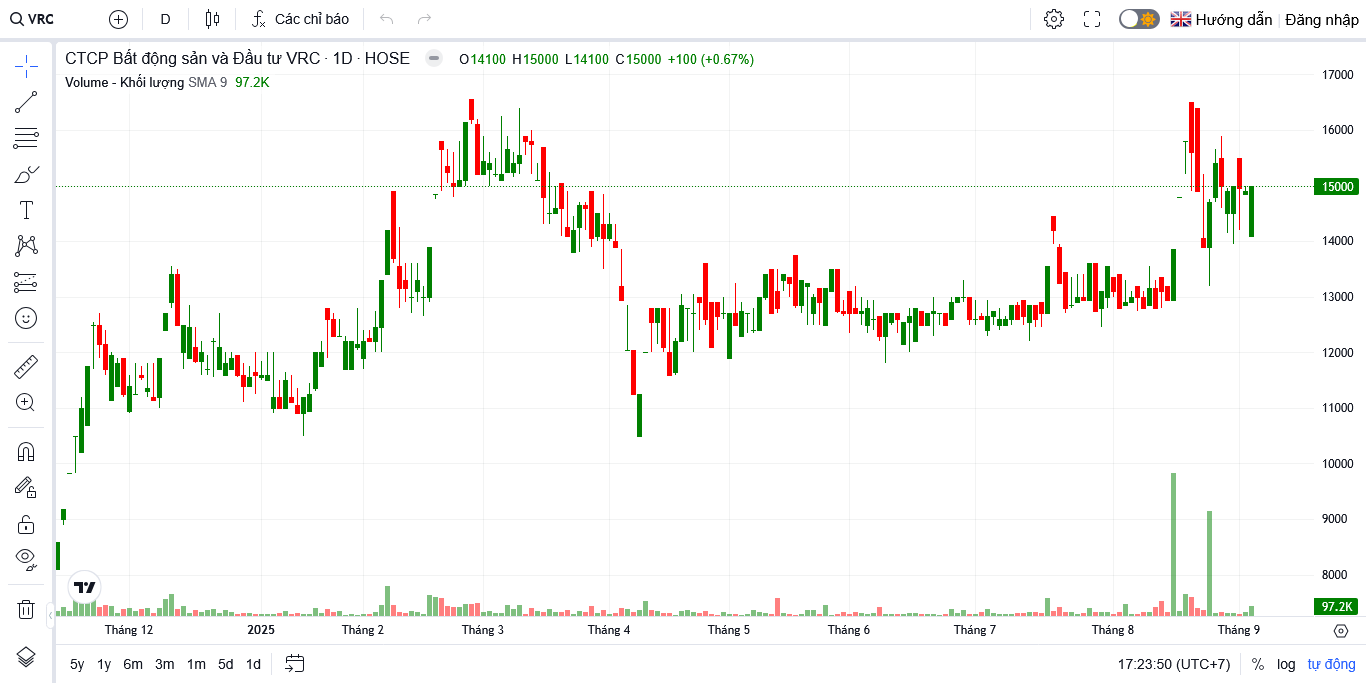 VRC D Các chỉ báo Hướng dẫn Đăng nhập
CTCP Bất động sản và Đầu tư VRC · 1D · HOSE O14100 H15000 L14100 C15000 +100 (+0.67%)
Volume - Khối lượng SMA 9 97.2K
17000
16000
15000
14000
13000
12000
11000
10000
9000
8000
97.2K
Tháng 12 2025 Tháng 2 Tháng 3 Tháng 4 Tháng 5 Tháng 6 Tháng 7 Tháng 8 Tháng 9
5y 1y 6m 3m 1m 5d 1d 17:23:50 (UTC+7) % log tự động